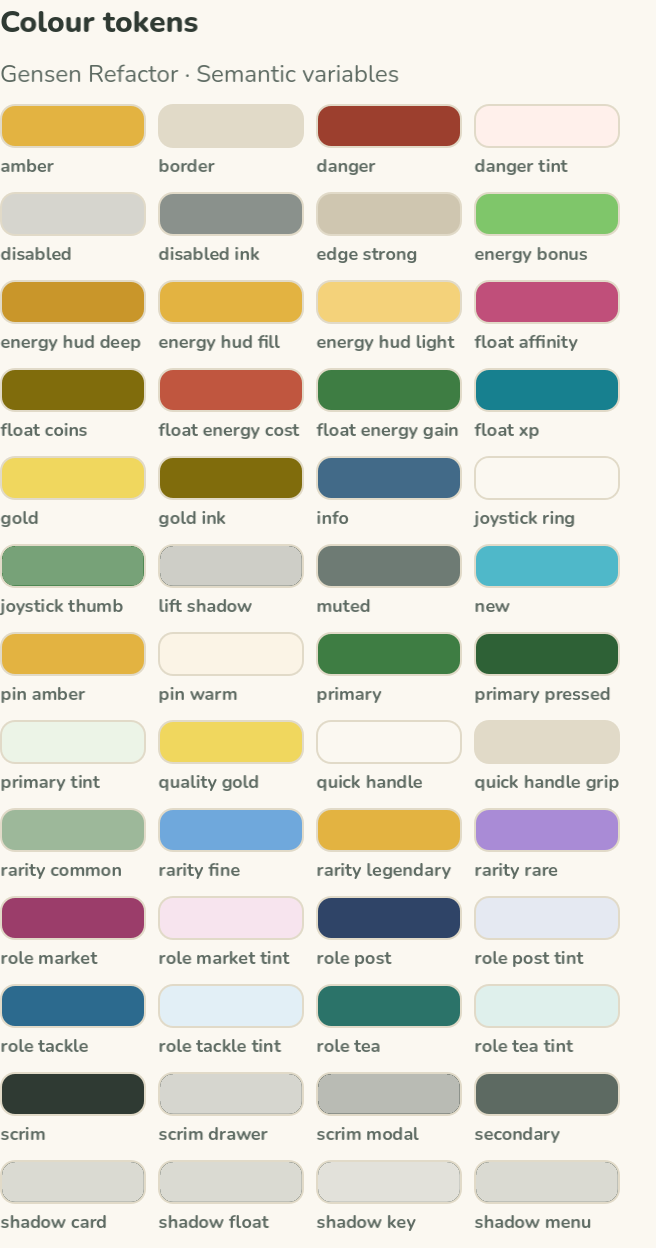 Colour tokens
Gensen Refactor · Semantic variables
amber border danger danger tint
disabled disabled ink edge strong energy bonus
energy hud deep energy hud fill energy hud light float affinity
float coins float energy cost float energy gain float xp
gold gold ink info joystick ring
joystick thumb lift shadow muted new
pin amber pin warm primary primary pressed
primary tint quality gold quick handle quick handle grip
rarity common rarity fine rarity legendary rarity rare
role market role market tint role post role post tint
role tackle role tackle tint role tea role tea tint
scrim scrim drawer scrim modal secondary
shadow card shadow float shadow key shadow menu